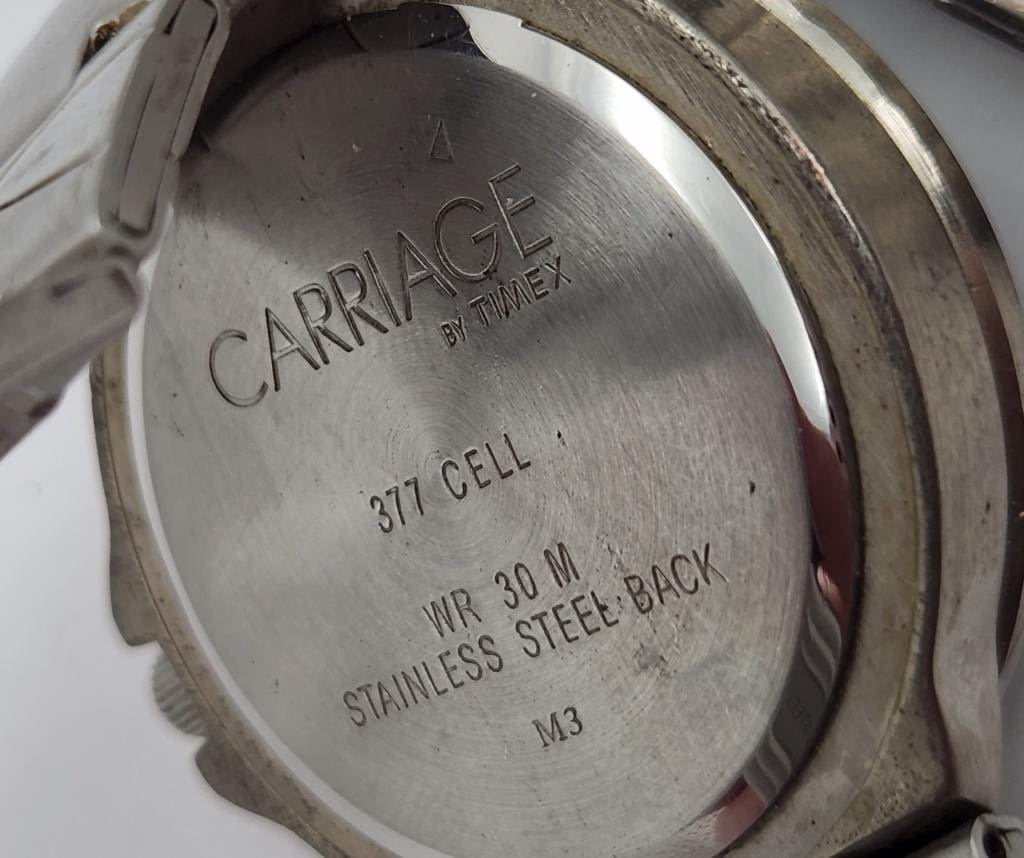 CARRIAGE
BY TIMEX
377 CELL
WR 30 M
STAINLESS STEEL BACK
M3